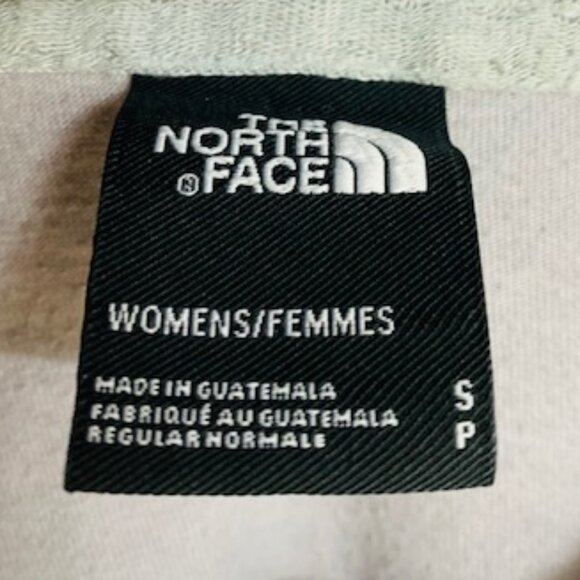 THE
NORTH
FACE
WOMENS/FEMMES
MADE IN GUATEMALA
FABRIQUÉ AU GUATEMALA
REGULAR NORMALE
S
P